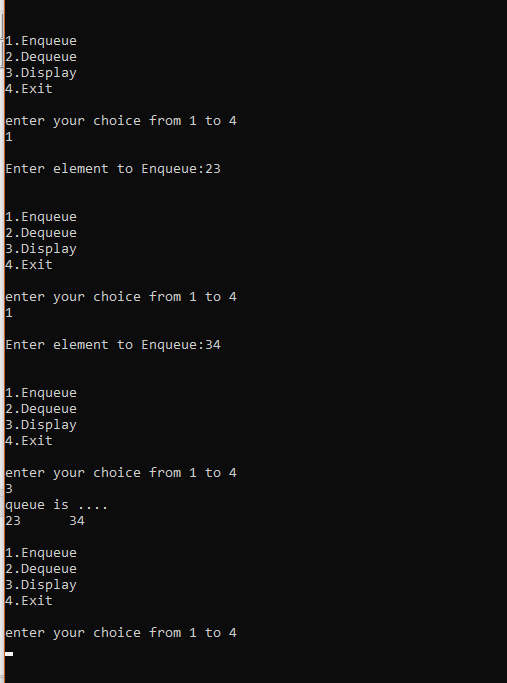 1.Enqueue
2.Dequeue
3.Display
4.Exit
enter your choice from 1 to 4
1
Enter element to Enqueue:23
1.Enqueue
2.Dequeue
3.Display
4.Exit
enter your choice from 1 to 4
1
Enter element to Enqueue:34
1.Enqueue
2.Dequeue
3.Display
4.Exit
enter your choice from 1 to 4
3
queue is ....
23      34
1.Enqueue
2.Dequeue
3.Display
4.Exit
enter your choice from 1 to 4